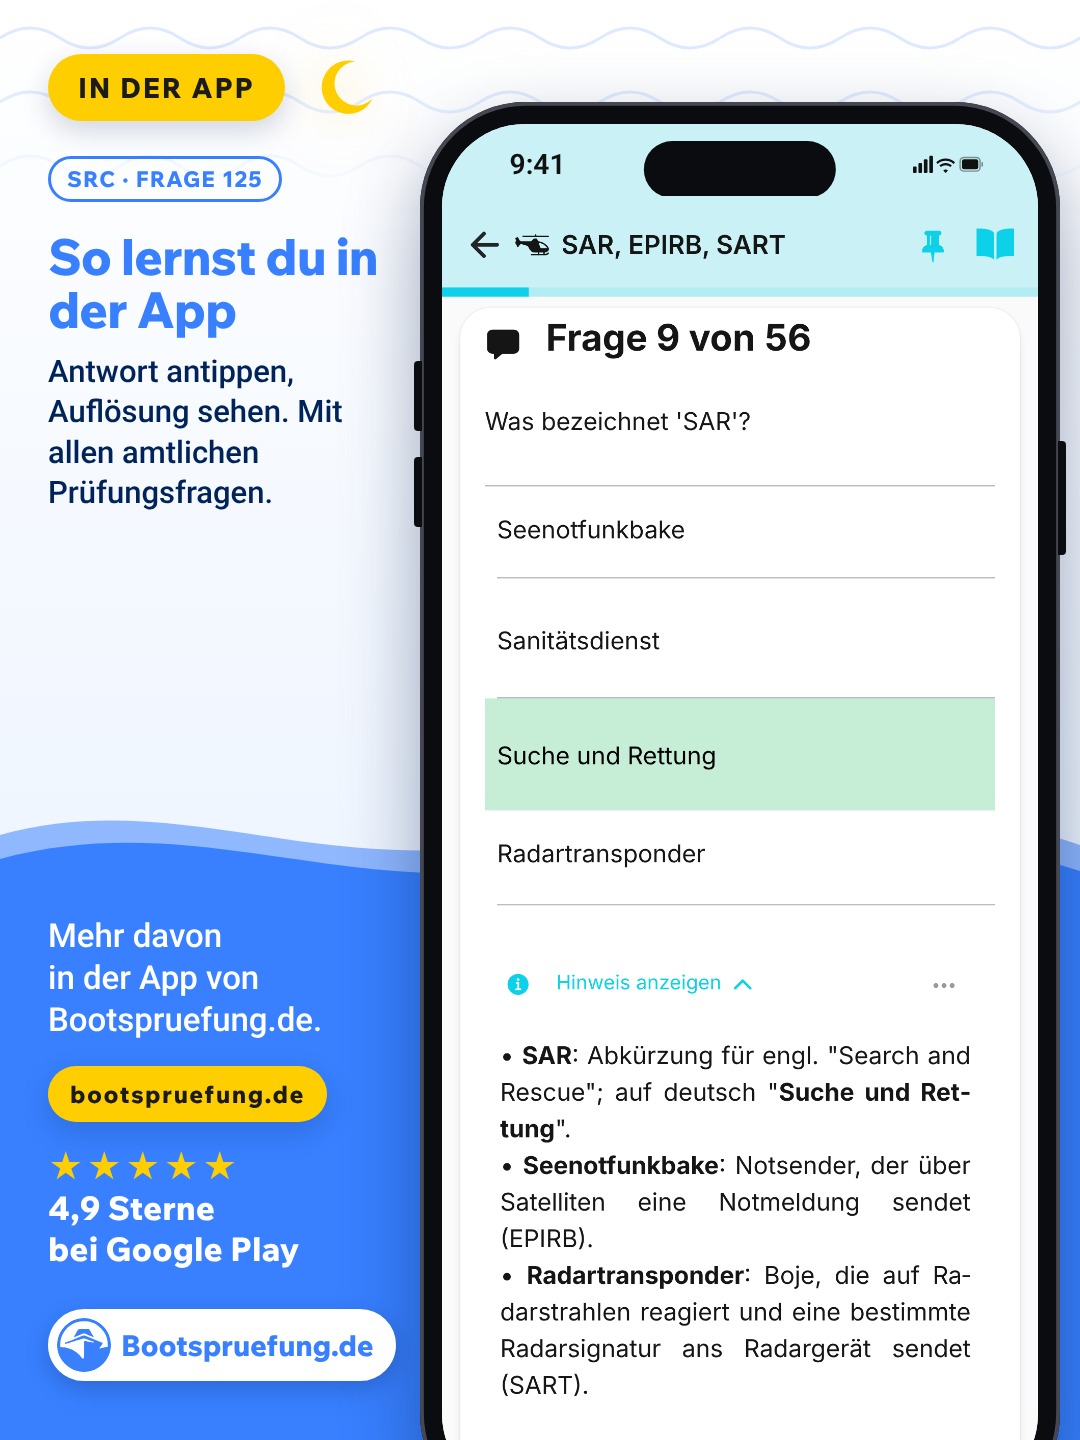 IN DER APP
SRC · FRAGE 125
So lernst du in
der App
Antwort antippen,
Auflösung sehen. Mit
allen amtlichen
Prüfungsfragen.
Mehr davon
in der App von
Bootspruefung.de.
bootspruefung.de
4,9 Sterne
bei Google Play
Bootspruefung.de
9:41
SAR, EPIRB, SART
Frage 9 von 56
Was bezeichnet 'SAR'?
Seenotfunkbake
Sanitätsdienst
Suche und Rettung
Radartransponder
Hinweis anzeigen
• SAR: Abkürzung für engl. "Search and
Rescue"; auf deutsch "Suche und Ret-
tung".
• Seenotfunkbake: Notsender, der über
Satelliten eine Notmeldung sendet
(EPIRB).
• Radartransponder: Boje, die auf Ra-
darstrahlen reagiert und eine bestimmte
Radarsignatur ans Radargerät sendet
(SART).